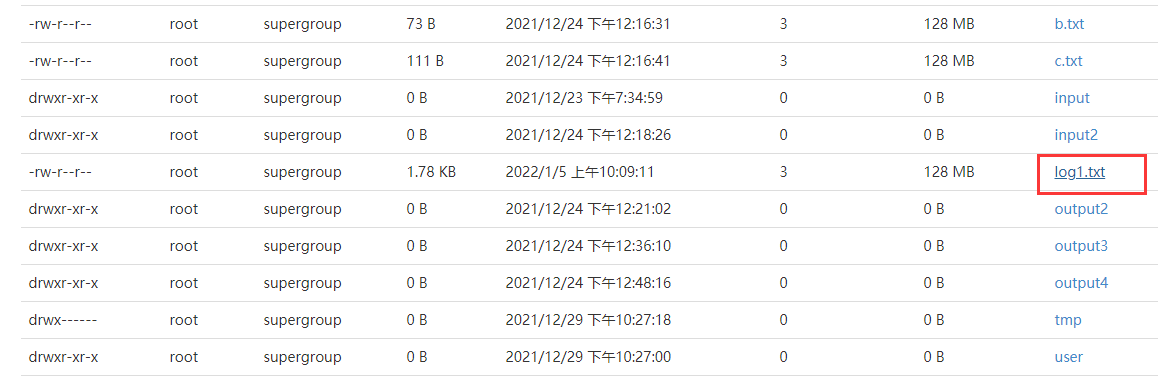 -rw-r--r-- root supergroup 73 B 2021/12/24 下午12:16:31 3 128 MB b.txt
-rw-r--r-- root supergroup 111 B 2021/12/24 下午12:16:41 3 128 MB c.txt
drwxr-xr-x root supergroup 0 B 2021/12/23 下午7:34:59 0 0 B input
drwxr-xr-x root supergroup 0 B 2021/12/24 下午12:18:26 0 0 B input2
-rw-r--r-- root supergroup 1.78 KB 2022/1/5 上午10:09:11 3 128 MB log1.txt
drwxr-xr-x root supergroup 0 B 2021/12/24 下午12:21:02 0 0 B output2
drwxr-xr-x root supergroup 0 B 2021/12/24 下午12:36:10 0 0 B output3
drwxr-xr-x root supergroup 0 B 2021/12/24 下午12:48:16 0 0 B output4
drwx------ root supergroup 0 B 2021/12/29 下午10:27:18 0 0 B tmp
drwxr-xr-x root supergroup 0 B 2021/12/29 下午10:27:00 0 0 B user